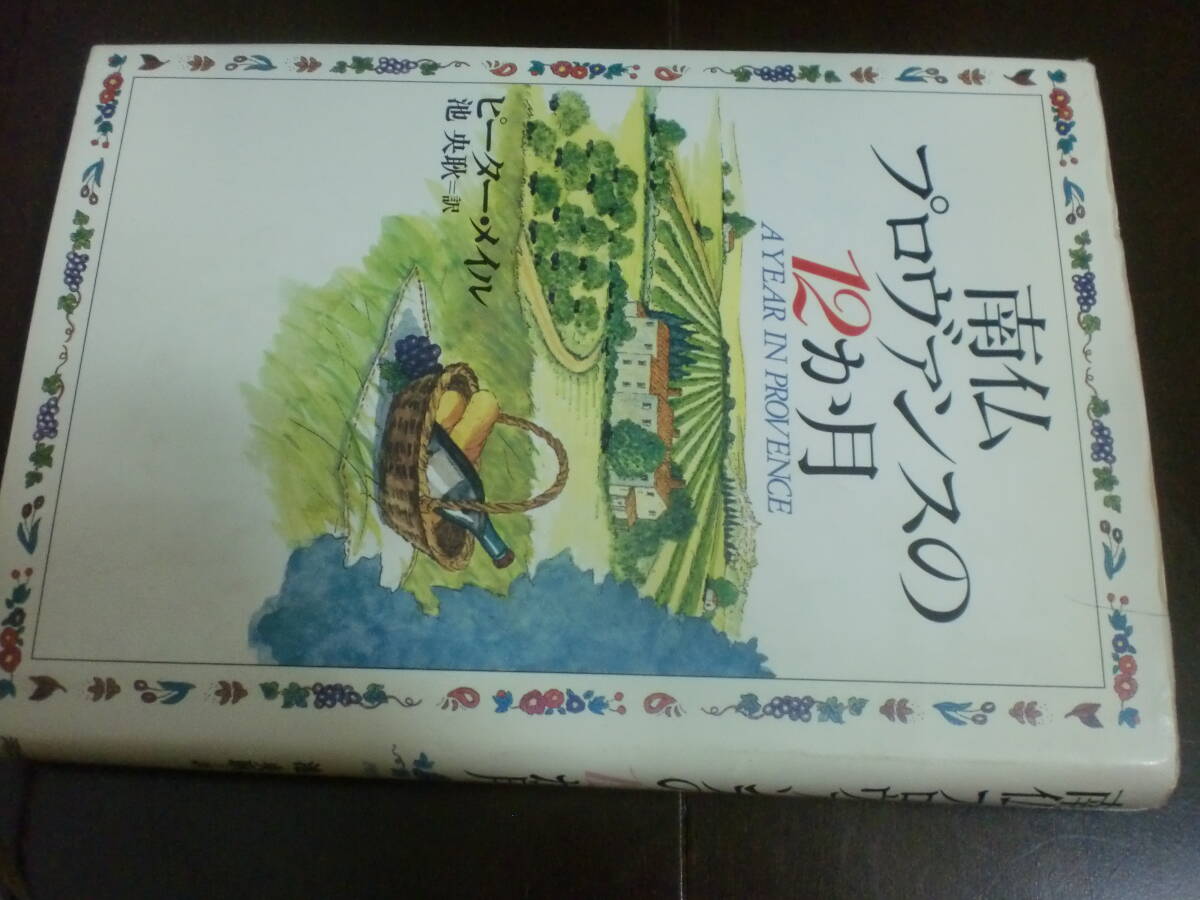 南仏
プロヴァンスの
12か月
A YEAR IN PROVENCE
ピーター・メイル
池 央耿=訳